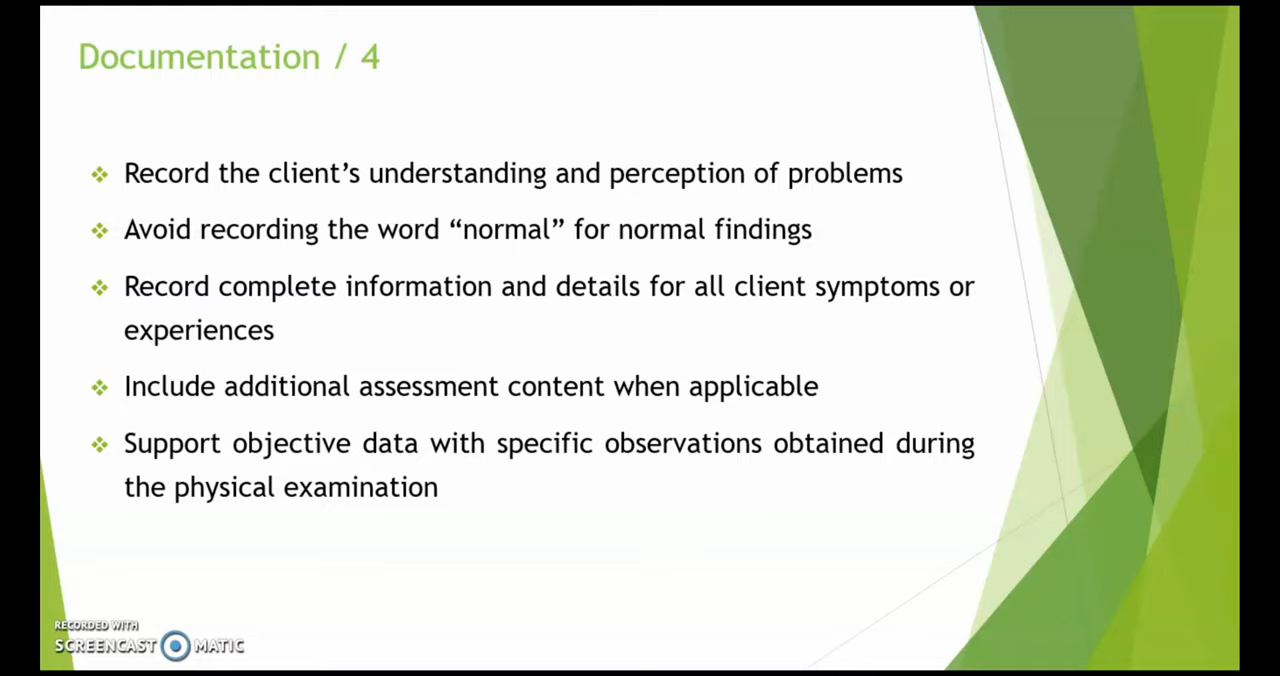 Documentation / 4
Record the client’s understanding and perception of problems
Avoid recording the word “normal” for normal findings
Record complete information and details for all client symptoms or
experiences
Include additional assessment content when applicable
Support objective data with specific observations obtained during
the physical examination
RECORDED WITH
SCREENCAST MATIC